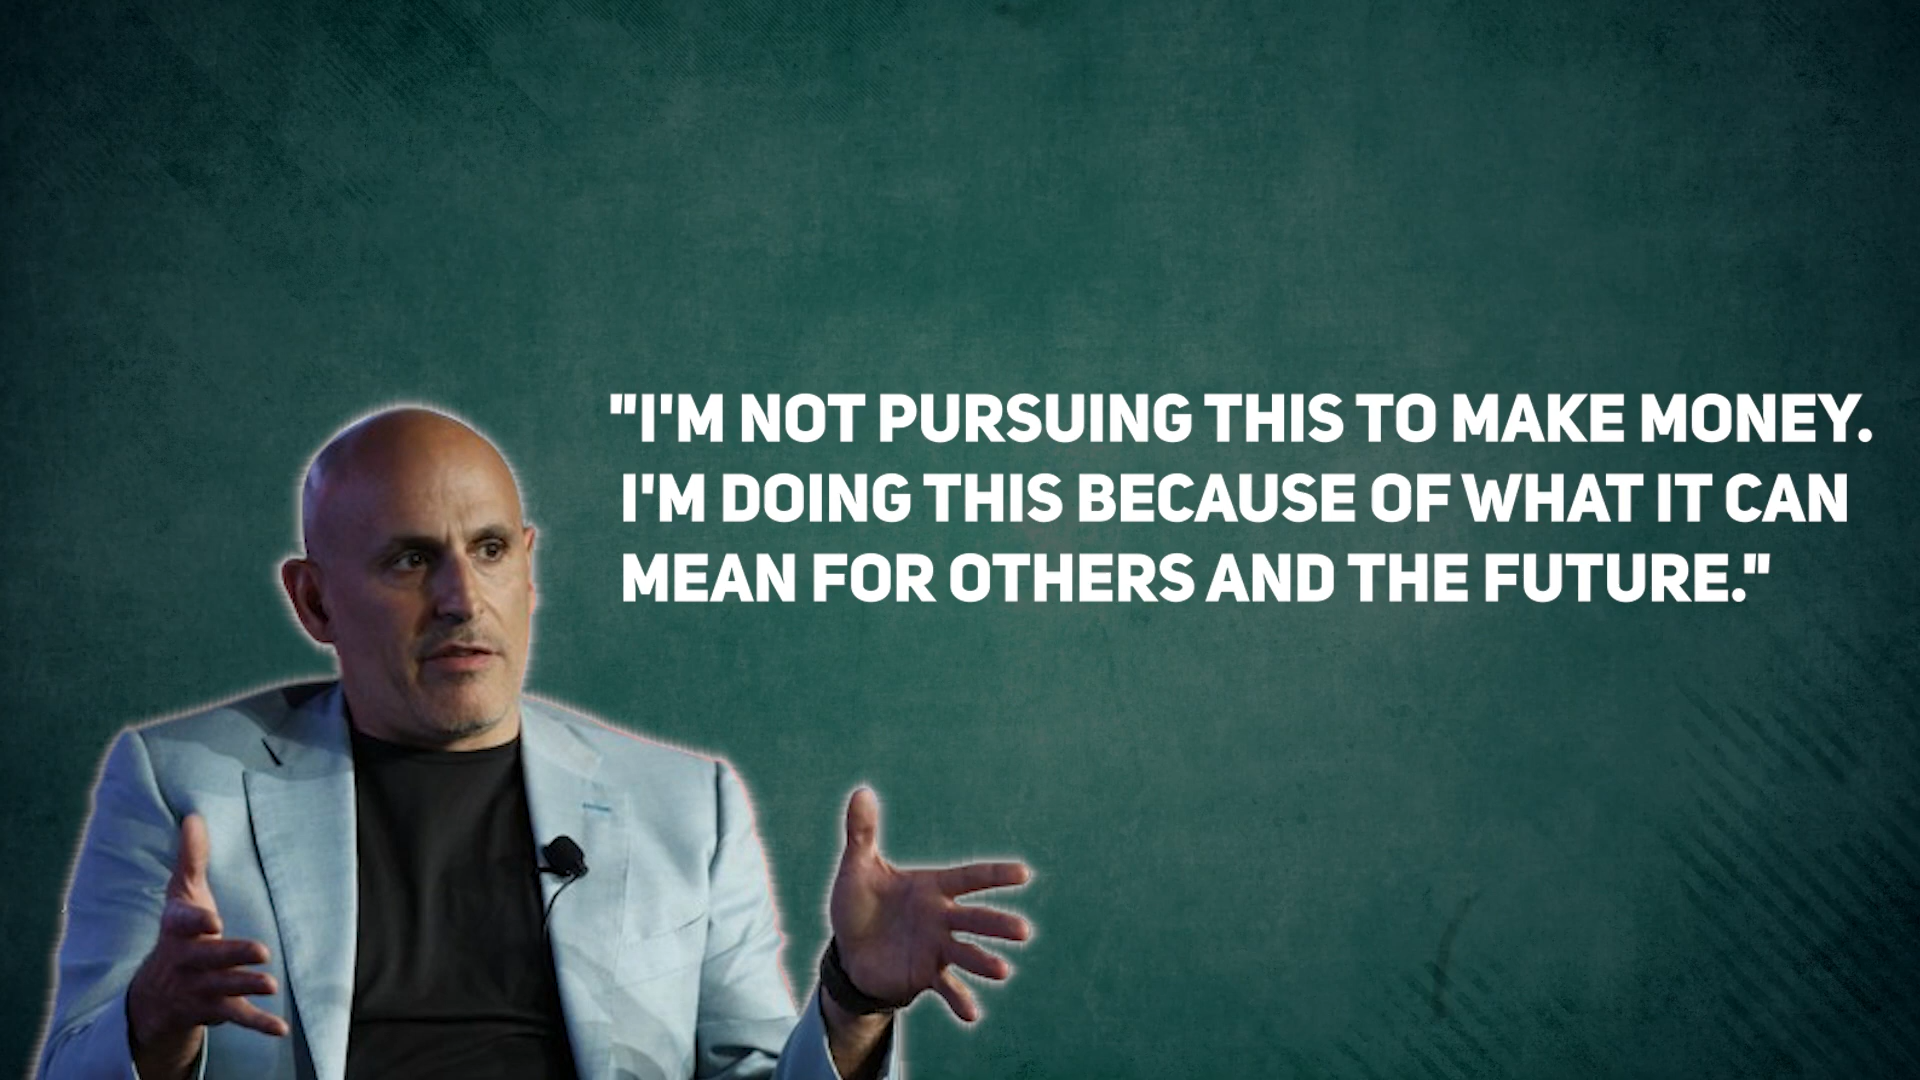 "I'M NOT PURSUING THIS TO MAKE MONEY.
I'M DOING THIS BECAUSE OF WHAT IT CAN
MEAN FOR OTHERS AND THE FUTURE."